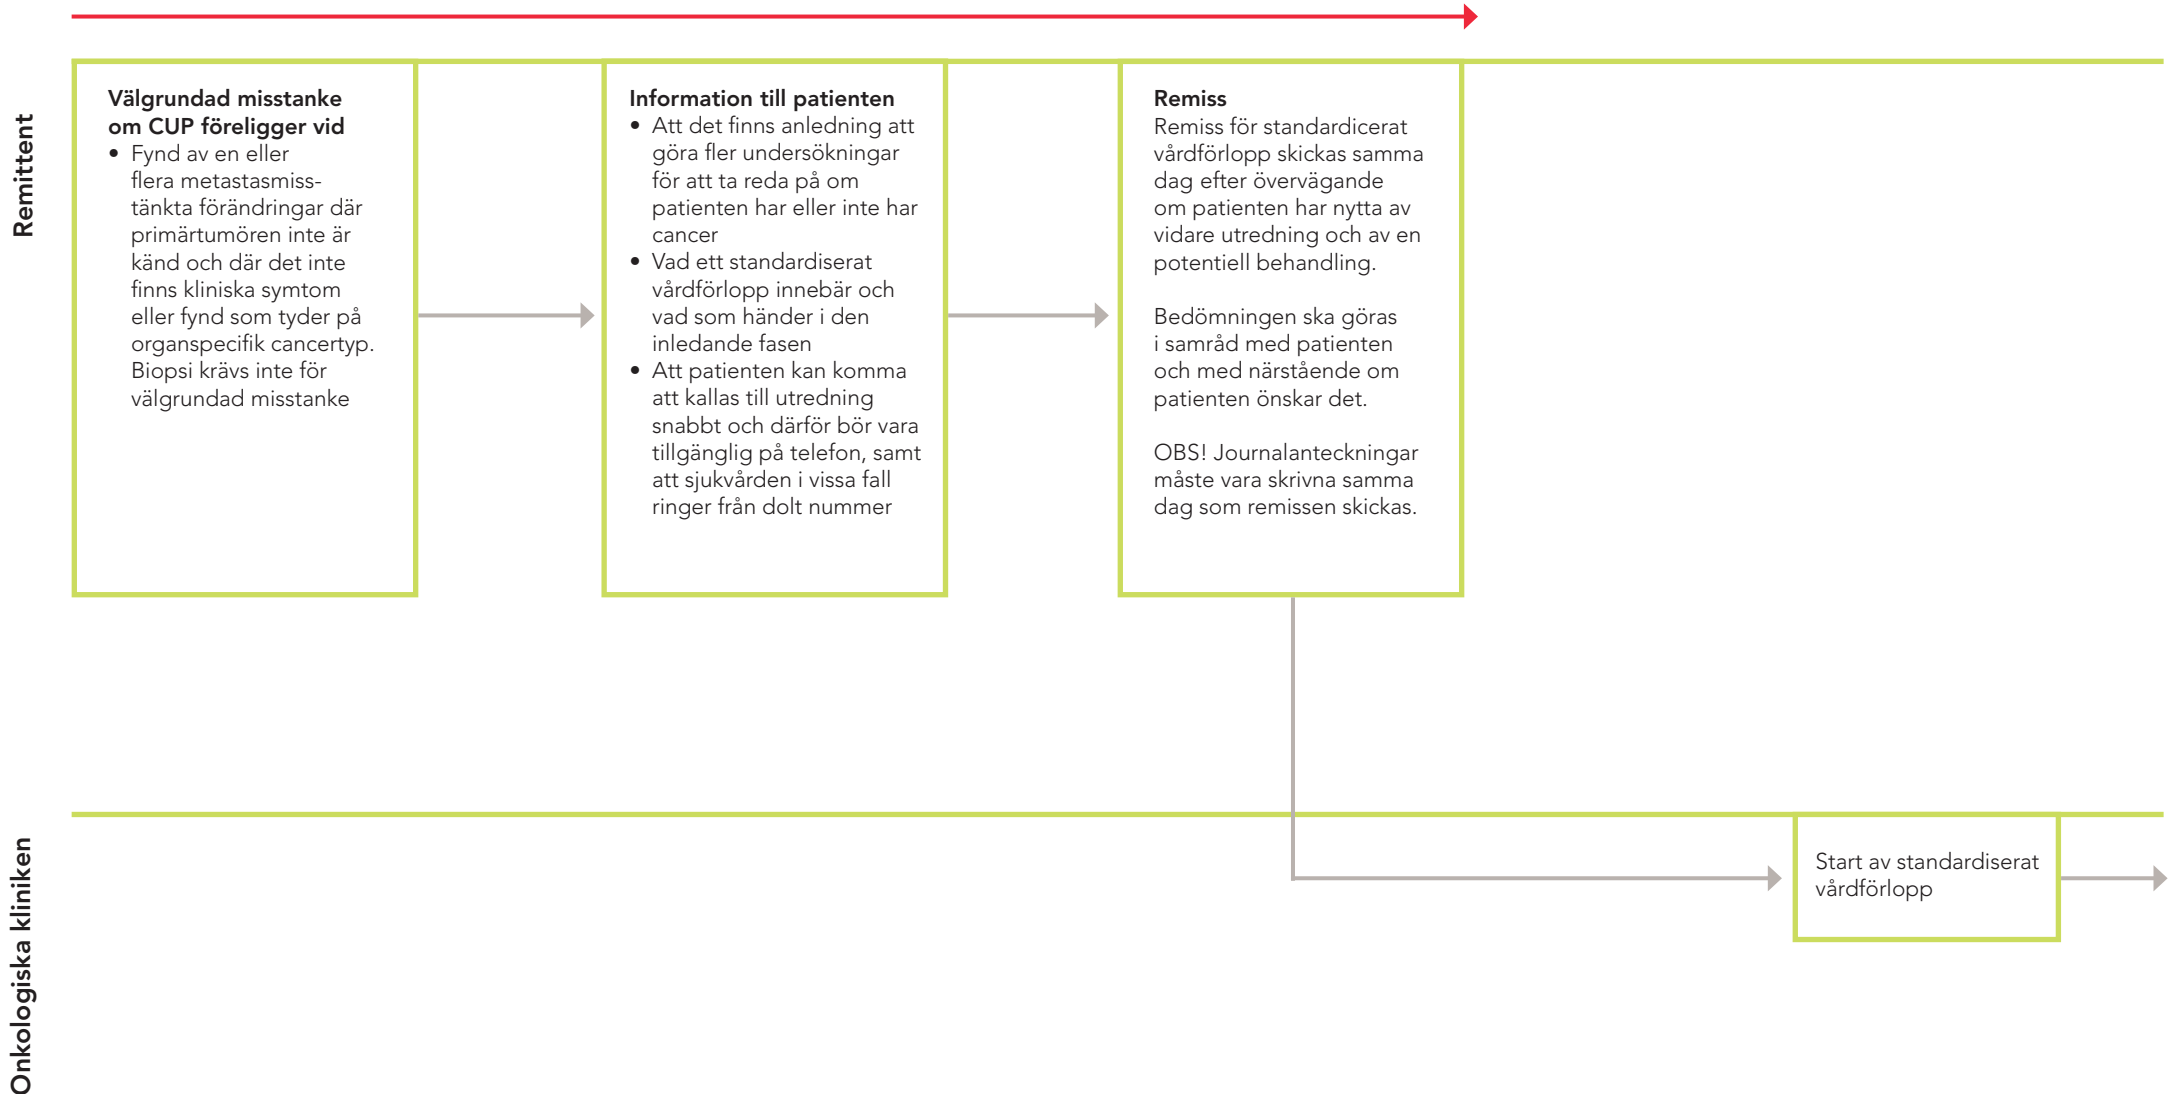 Remittent
Välgrundad misstanke
om CUP föreligger vid
• Fynd av en eller
flera metastasmiss-
tänkta förändringar där
primärtumören inte är
känd och där det inte
finns kliniska symtom
eller fynd som tyder på
organspecifik cancertyp.
Biopsi krävs inte för
välgrundad misstanke
Information till patienten
• Att det finns anledning att
göra fler undersökningar
för att ta reda på om
patienten har eller inte har
cancer
• Vad ett standardiserat
vårdförlopp innebär och
vad som händer i den
inledande fasen
• Att patienten kan komma
att kallas till utredning
snabbt och därför bör vara
tillgänglig på telefon, samt
att sjukvården i vissa fall
ringer från dolt nummer
Remiss
Remiss för standardicerat
vårdförlopp skickas samma
dag efter övervägande
om patienten har nytta av
vidare utredning och av en
potentiell behandling.
Bedömningen ska göras
i samråd med patienten
och med närstående om
patienten önskar det.
OBS! Journalanteckningar
måste vara skrivna samma
dag som remissen skickas.
Onkologiska kliniken
Start av standardiserat
vårdförlopp